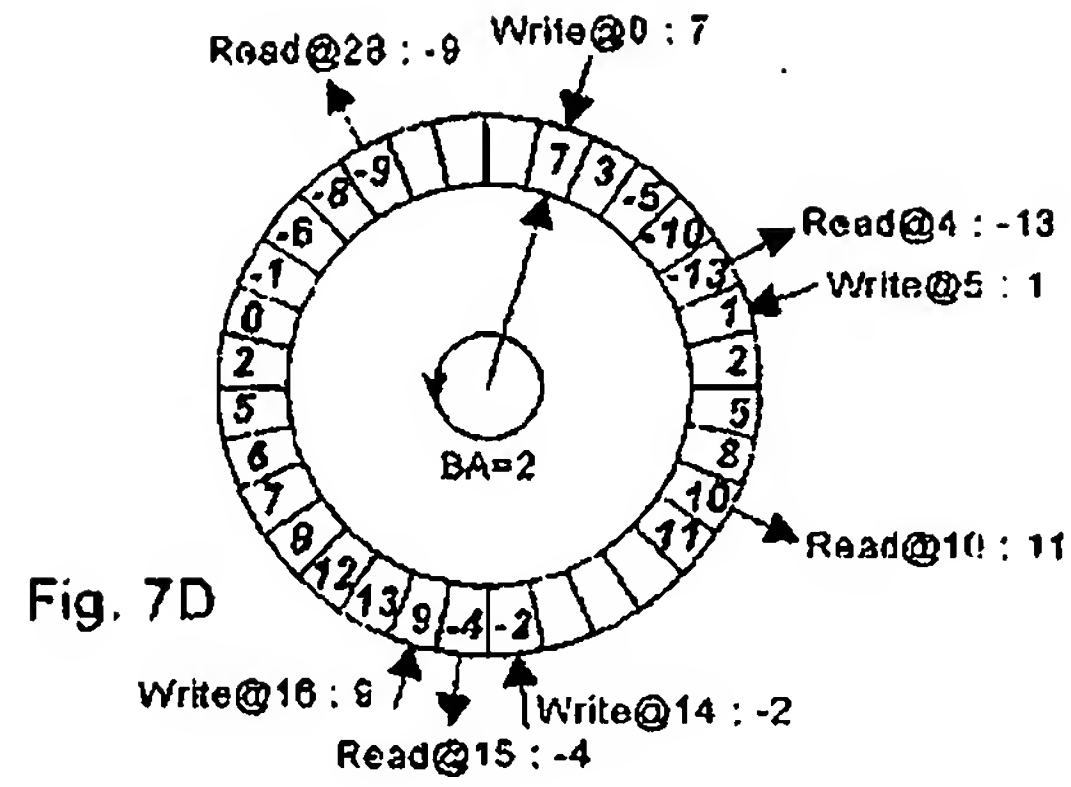 Write@0 : 7
Read@28 : -9
7
3
-5
-10
-13
1
2
5
8
10
11
-2
-4
9
13
12
8
7
6
5
2
0
-1
-6
-8
-9
Read@4 : -13
Write@5 : 1
BA=2
Read@10 : 11
Fig. 7D
Write@16 : 9
Write@14 : -2
Read@15 : -4